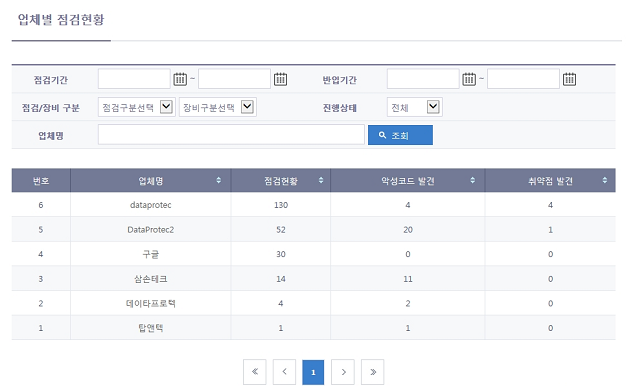 업체별 점검현황
점검기간 ~ 반입기간 ~
점검/장비 구분 점검구분선택 장비구분선택 진행상태 전체
업체명 조회
번호 업체명 점검현황 악성코드 발견 취약점 발견
6 dataprotec 130 4 4
5 DataProtec2 52 20 1
4 구글 30 0 0
3 삼손테크 14 11 0
2 데이타프로텍 4 2 0
1 탑앤텍 1 1 0
« < 1 > »